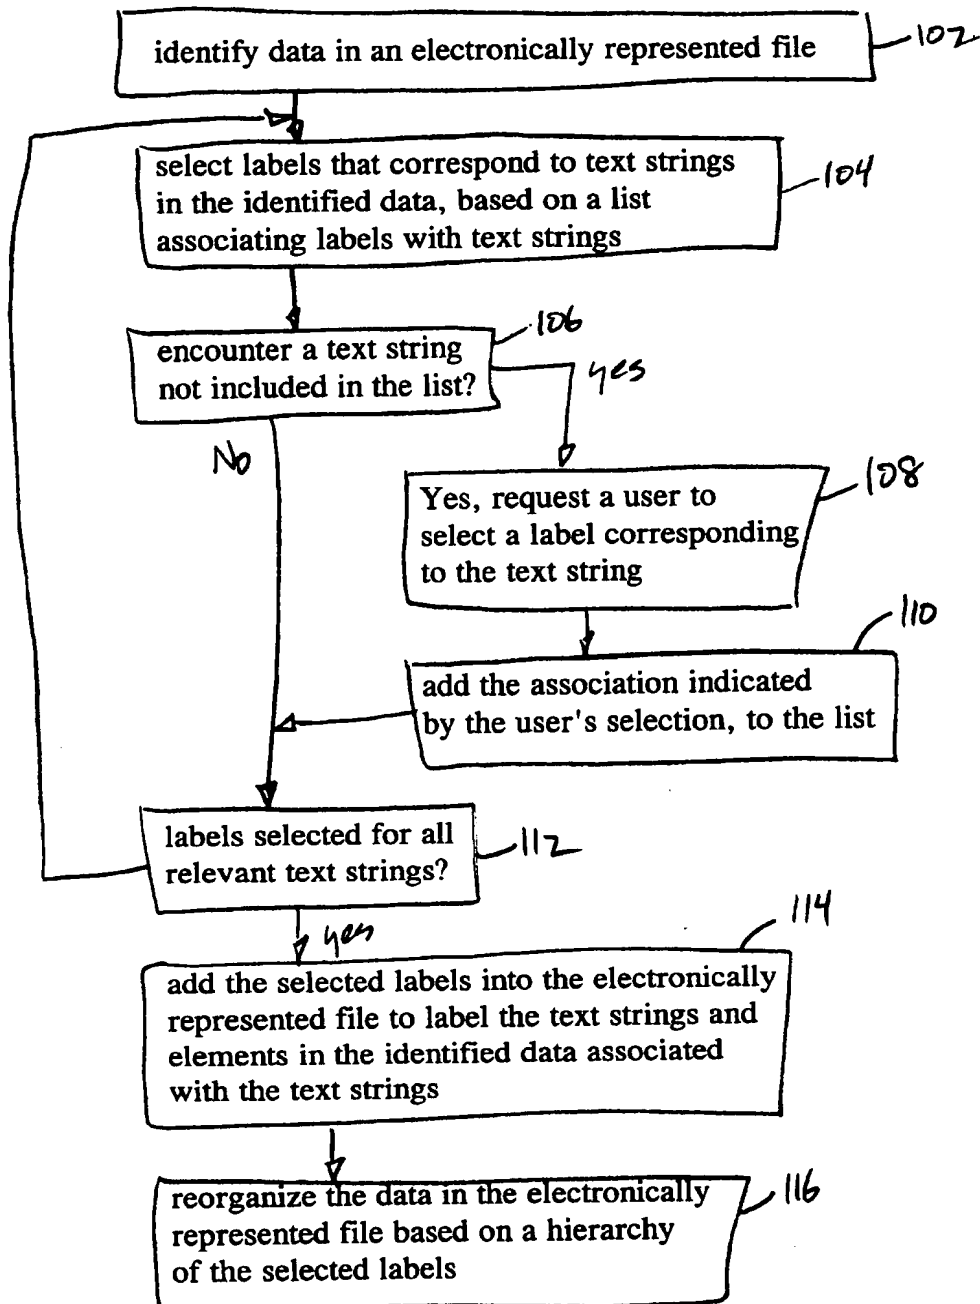 identify data in an electronically represented file
102
select labels that correspond to text strings
in the identified data, based on a list
associating labels with text strings
104
encounter a text string
not included in the list?
106
yes
No
Yes, request a user to
select a label corresponding
to the text string
108
add the association indicated
by the user's selection, to the list
110
labels selected for all
relevant text strings?
112
yes
add the selected labels into the electronically
represented file to label the text strings and
elements in the identified data associated
with the text strings
114
reorganize the data in the electronically
represented file based on a hierarchy
of the selected labels
116